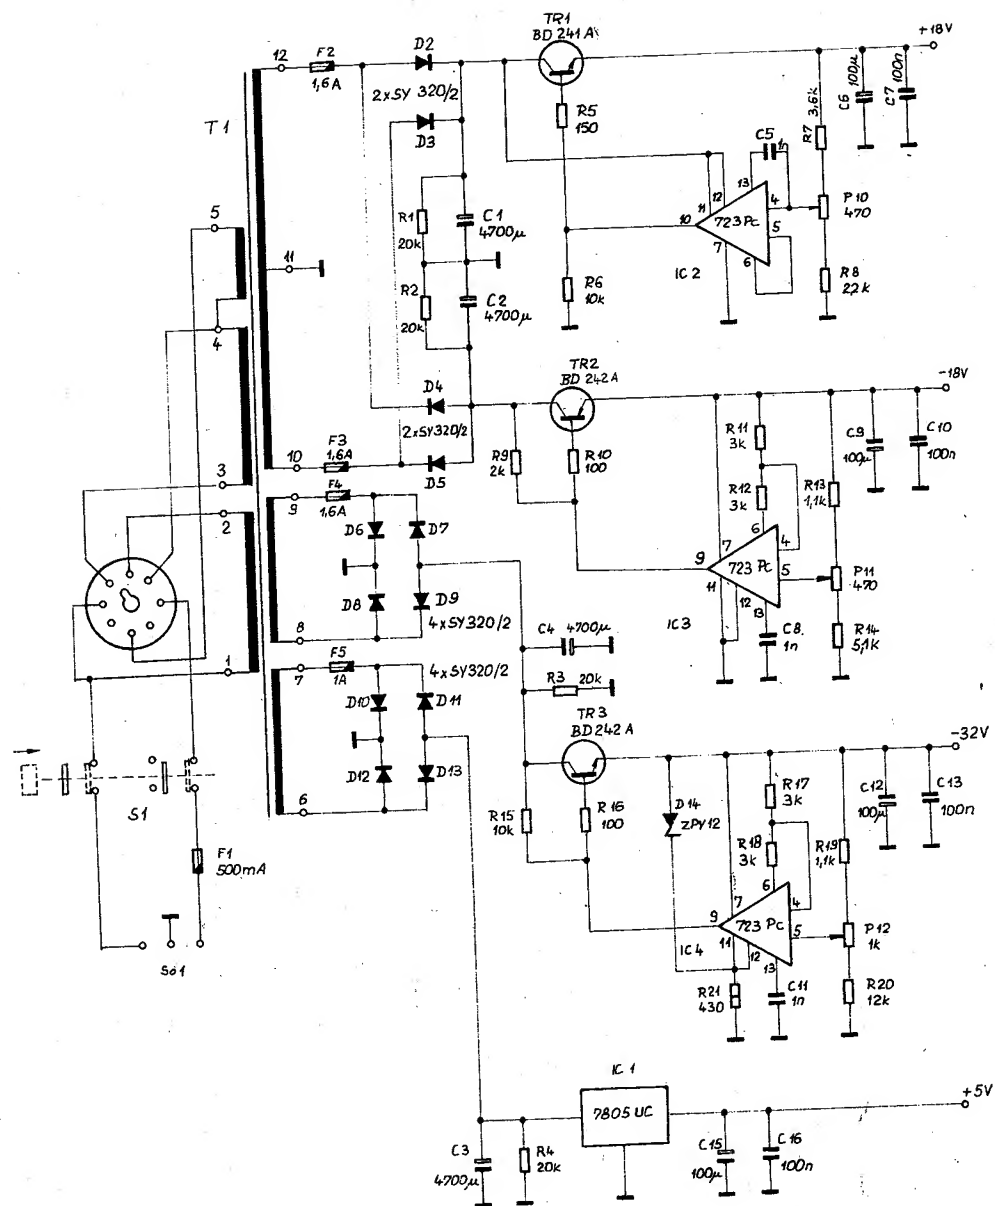 TR1
BD 241A
+18V
12
F2
1,6A
D2
2xSY 320/2
D3
T1
R5
150
C5
1n
R7
3,6k
C6
100µ
C7
100n
13
12
11
10
4
5
723 PC
7
6
IC 2
P10
470
R8
2,2k
5
11
R1
20k
C1
4700µ
R2
20k
C2
4700µ
R6
10k
4
TR2
BD 242A
-18V
D4
2xSY320/2
D5
10
F3
1,6A
R9
2k
R10
100
R11
3k
R12
3k
R13
1,1k
C9
100µ
C10
100n
3
2
9
F4
1,6A
D6
D7
D8
D9
4xSY320/2
8
7
6
4
9
723 PC
5
11
12
13
IC3
C8
1n
P11
470
R14
5,1k
C4
4700µ
R3
20k
1
7
F5
1A
4xSY320/2
D10
D11
D12
D13
6
TR3
BD 242 A
-32V
R15
10k
R16
100
D14
ZPY12
R17
3k
R18
3k
R19
1,1k
C12
100µ
C13
100n
S1
F1
500mA
Sö1
7
6
4
9
723 PC
5
11
12
13
IC4
R21
430
C11
1n
P12
1k
R20
12k
IC 1
7805 UC
+5V
C3
4700µ
R4
20k
C15
100µ
C16
100n